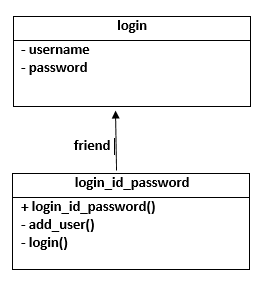 login
- username
- password
friend
login_id_password
+ login_id_password()
- add_user()
- login()